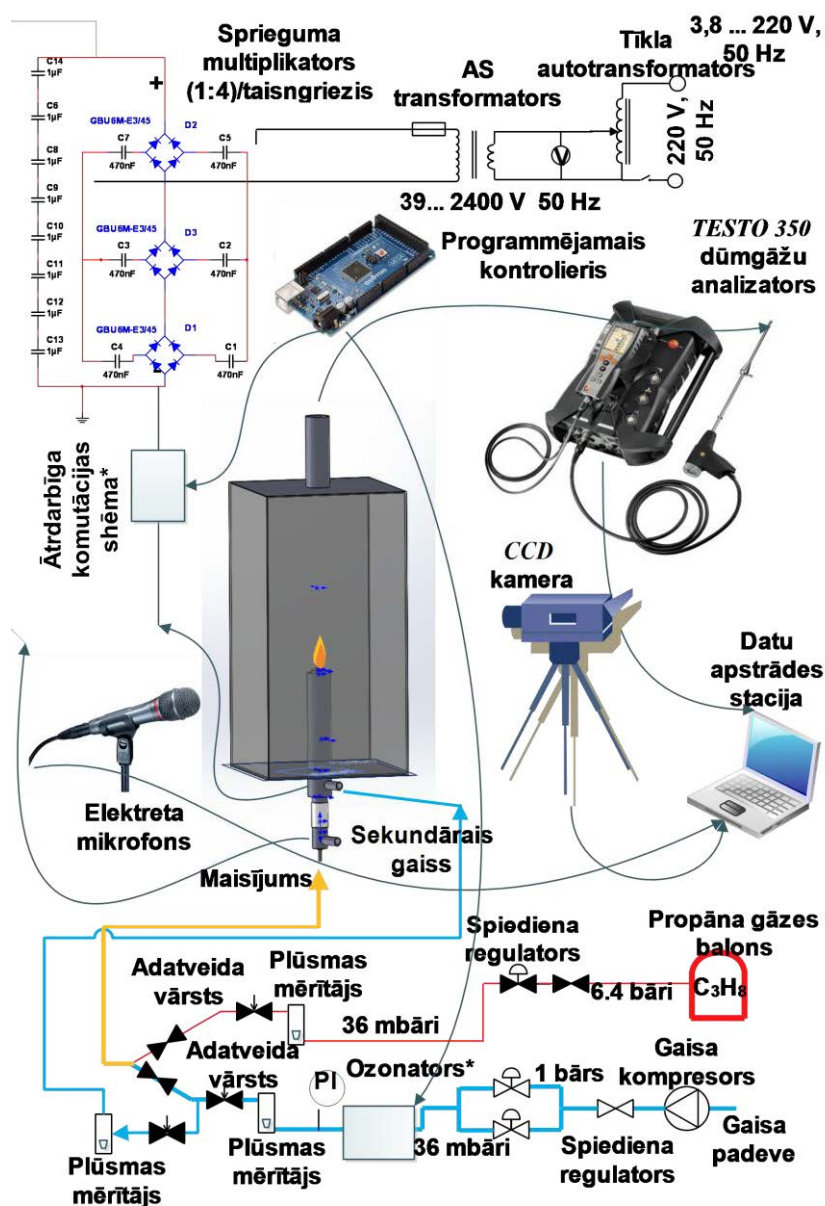 3,8 ... 220 V,
50 Hz
Sprieguma
multiplikators
(1:4)/taisngriezis
AS
transformators
Tīkla
autotransformators
220 V,
50 Hz
V
39... 2400 V 50 Hz
C14
1µF
C6
1µF
C8
1µF
C9
1µF
C10
1µF
C11
1µF
C12
1µF
C13
1µF
+
GBU6M-E3/45
D2
C7
470nF
C5
470nF
GBU6M-E3/45
D3
C3
470nF
C2
470nF
GBU6M-E3/45
D1
C4
470nF
C1
470nF
-
Programmējamais
kontrolieris
TESTO 350
dūmgāžu
analizators
Ātrdarbīga
komutācijas
shēma*
CCD
kamera
Datu
apstrādes
stacija
Elektreta
mikrofons
Sekundārais
gaiss
Maisījums
Spiediena
regulators
Propāna gāzes
balons
C₃H₈
6.4 bāri
Adatveida
vārsts
Plūsmas
mērītājs
36 mbāri
Adatveida
vārsts
PI
Ozonators*
1 bārs
Gaisa
kompresors
36 mbāri
Plūsmas
mērītājs
Plūsmas
mērītājs
Spiediena
regulators
Gaisa
padeve